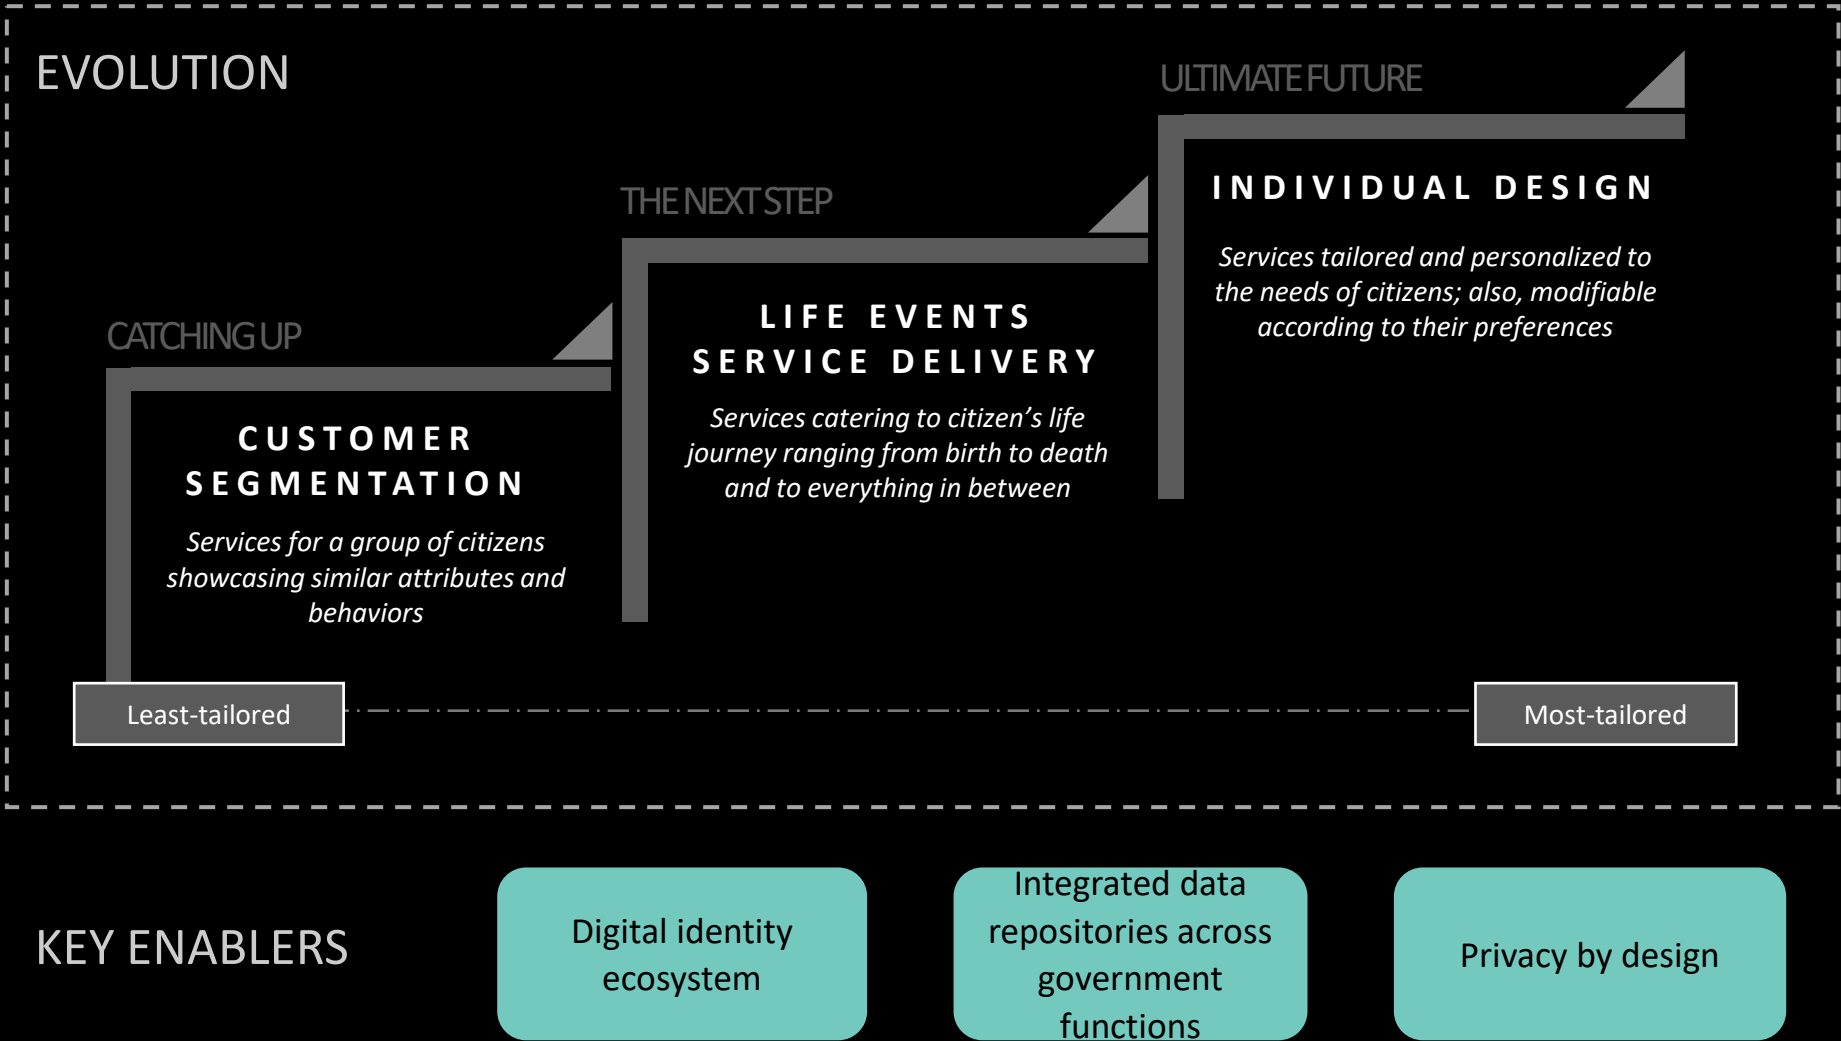 EVOLUTION
ULTIMATE FUTURE
INDIVIDUAL DESIGN
Services tailored and personalized to
the needs of citizens; also, modifiable
according to their preferences
THE NEXT STEP
LIFE EVENTS
SERVICE DELIVERY
Services catering to citizen’s life
journey ranging from birth to death
and to everything in between
CATCHING UP
CUSTOMER
SEGMENTATION
Services for a group of citizens
showcasing similar attributes and
behaviors
Least-tailored
Most-tailored
KEY ENABLERS
Digital identity
ecosystem
Integrated data
repositories across
government
functions
Privacy by design